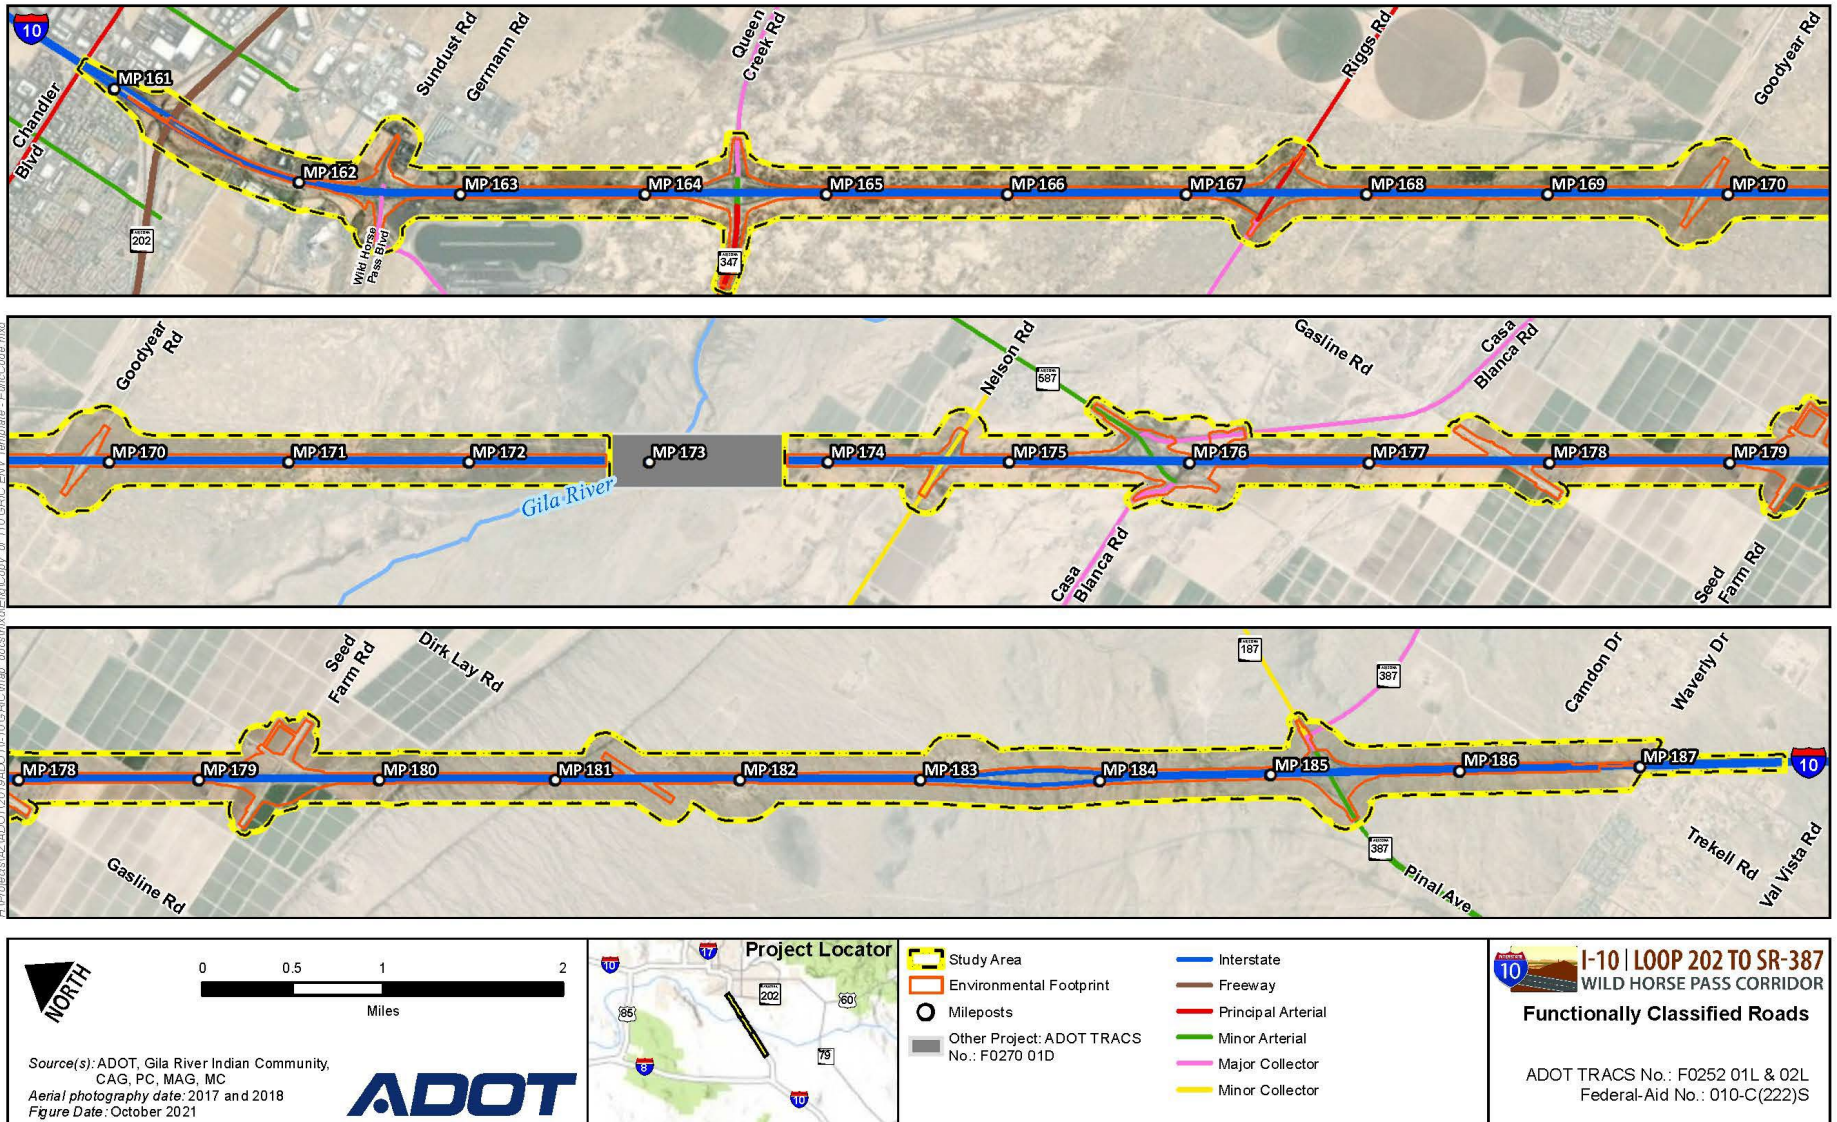 10
Chandler
Blvd
MP 161
ARIZONA
202
MP 162
Sundust Rd
Germann Rd
Wild Horse
Pass Blvd
MP 163
MP 164
Queen
Creek Rd
347
MP 165
MP 166
MP 167
Riggs Rd
MP 168
MP 169
Goodyear Rd
MP 170
Goodyear
Rd
MP 170
MP 171
MP 172
Gila River
MP 173
MP 174
Nelson Rd
587
MP 175
Casa
Blanca Rd
MP 176
Gasline Rd
Casa
Blanca Rd
MP 177
MP 178
MP 179
Seed
Farm Rd
MP 178
MP 179
Gasline Rd
Seed
Farm Rd
Dirk Lay Rd
MP 180
MP 181
MP 182
MP 183
MP 184
187
MP 185
387
387
Pinal Ave
MP 186
Camdon Dr
Waverly Dr
MP 187
10
Trekell Rd
Val Vista Rd
NORTH
0 0.5 1 2
Miles
Source(s): ADOT, Gila River Indian Community,
CAG, PC, MAG, MC
Aerial photography date: 2017 and 2018
Figure Date: October 2021
ADOT
Project Locator
10
17
202
60
85
79
8
10
Study Area
Environmental Footprint
Mileposts
Other Project: ADOT TRACS
No.: F0270 01D
Interstate
Freeway
Principal Arterial
Minor Arterial
Major Collector
Minor Collector
INTERSTATE
10
I-10 | LOOP 202 TO SR-387
WILD HORSE PASS CORRIDOR
Functionally Classified Roads
ADOT TRACS No.: F0252 01L & 02L
Federal-Aid No.: 010-C(222)S